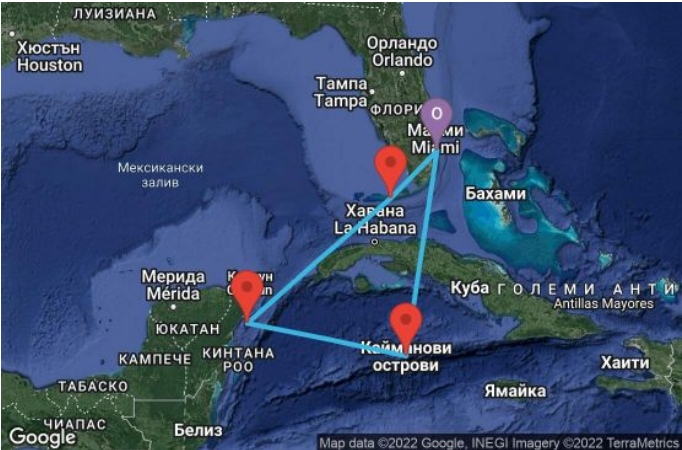 ЛУИЗИАНА
Хюстън
Houston
Орландо
Orlando
Тампа
Tampa
ФЛОРИ
O
Miami
Мексикански
залив
Бахами
Хавана
La Habana
Мерида
Mérida
Куба
ГОЛЕМИ АНТИ
Antillas Mayores
ЮКАТАН
КАМПЕЧЕ
КИНТАНА
РОО
Кайманови
острови
Хаити
ТАБАСКО
Ямайка
ЧИАПАС
Белиз
Google
Map data ©2022 Google, INEGI Imagery ©2022 TerraMetrics